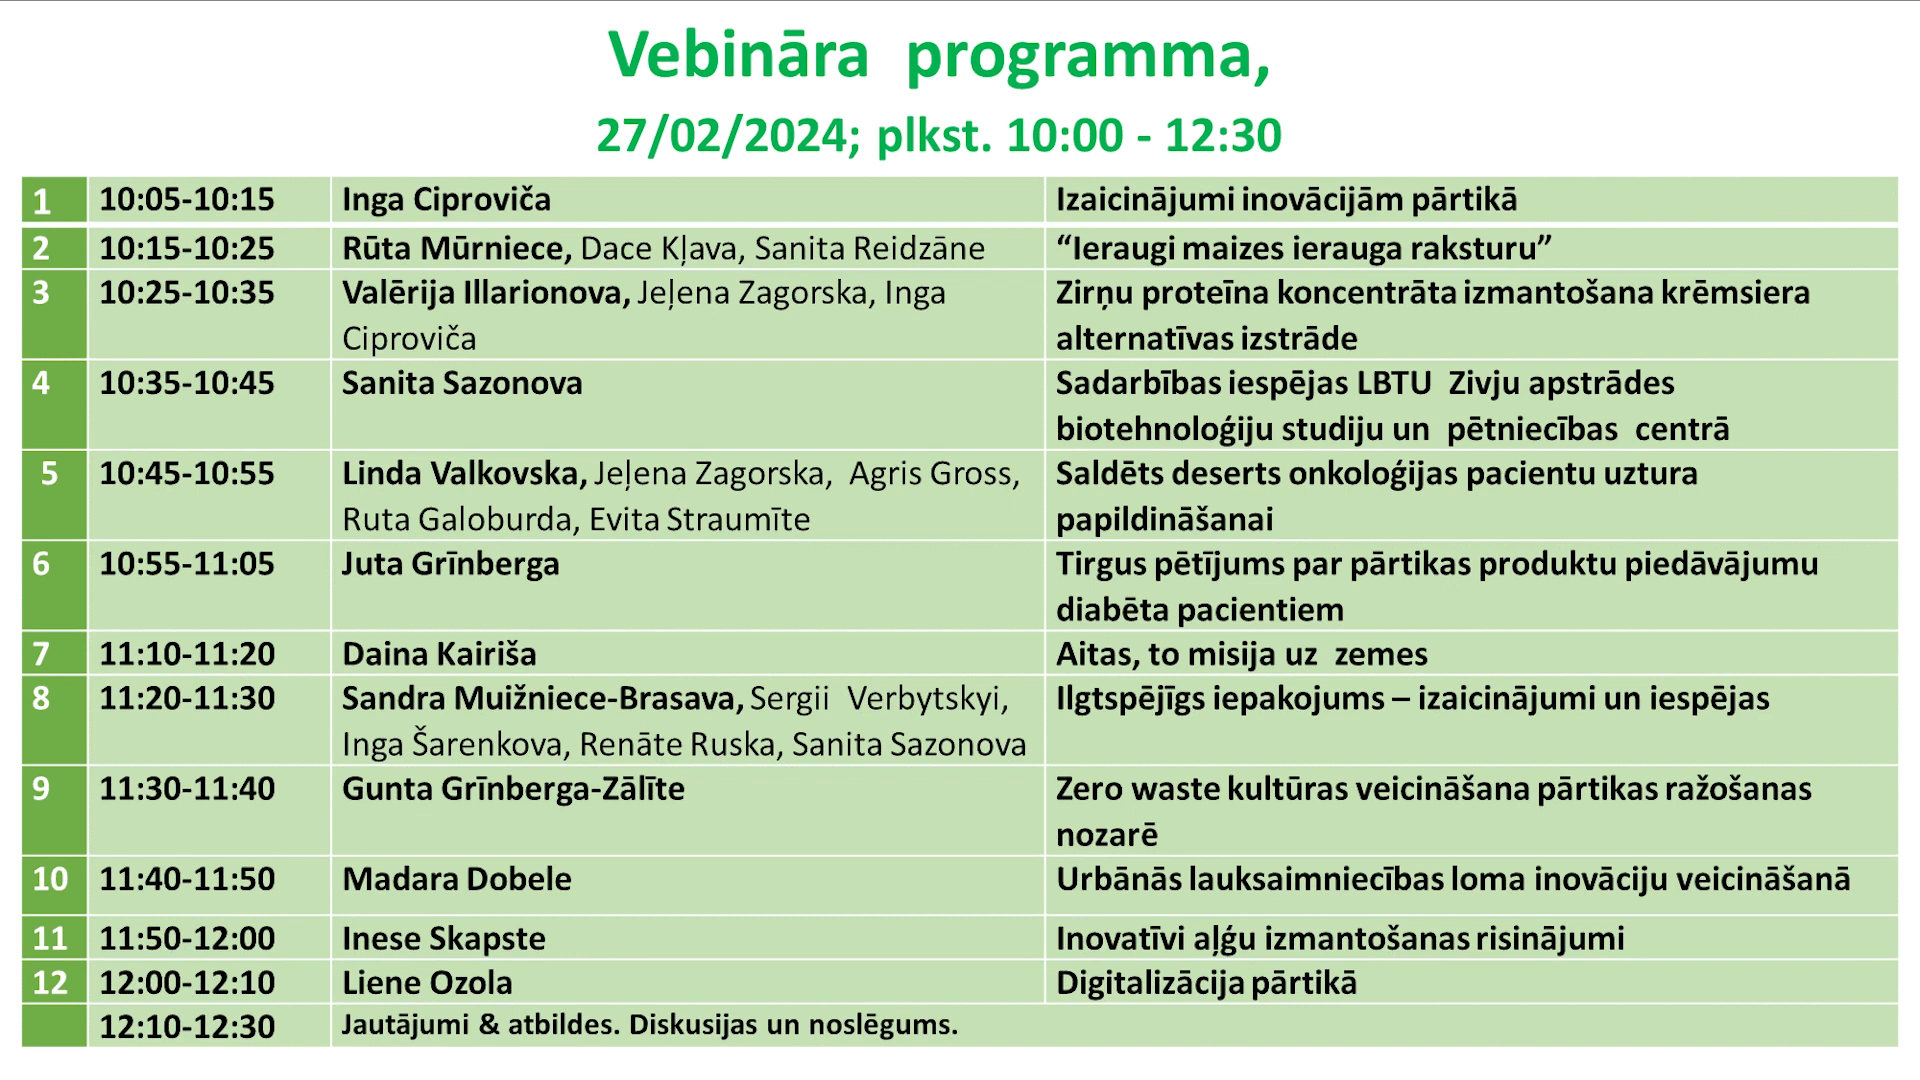 Vebināra programma,
27/02/2024; plkst. 10:00 - 12:30
1 10:05-10:15 Inga Ciproviča Izaicinājumi inovācijām pārtikā
2 10:15-10:25 Rūta Mūrniece, Dace Kļava, Sanita Reidzāne “Ieraugi maizes ierauga raksturu”
3 10:25-10:35 Valērija Illarionova, Jeļena Zagorska, Inga Zirņu proteīna koncentrāta izmantošana krēmsiera
Ciproviča alternatīvas izstrāde
4 10:35-10:45 Sanita Sazonova Sadarbības iespējas LBTU Zivju apstrādes
biotehnoloģiju studiju un pētniecības centrā
5 10:45-10:55 Linda Valkovska, Jeļena Zagorska, Agris Gross, Saldēts deserts onkoloģijas pacientu uztura
Ruta Galoburda, Evita Straumīte papildināšanai
6 10:55-11:05 Juta Grīnberga Tirgus pētījums par pārtikas produktu piedāvājumu
diabēta pacientiem
7 11:10-11:20 Daina Kairiša Aitas, to misija uz zemes
8 11:20-11:30 Sandra Muižniece-Brasava, Sergii Verbytskyi, Ilgtspējīgs iepakojums – izaicinājumi un iespējas
Inga Šarenkova, Renāte Ruska, Sanita Sazonova
9 11:30-11:40 Gunta Grīnberga-Zālīte Zero waste kultūras veicināšana pārtikas ražošanas
nozarē
10 11:40-11:50 Madara Dobele Urbānās lauksaimniecības loma inovāciju veicināšanā
11 11:50-12:00 Inese Skapste Inovatīvi aļģu izmantošanas risinājumi
12 12:00-12:10 Liene Ozola Digitalizācija pārtikā
12:10-12:30 Jautājumi & atbildes. Diskusijas un noslēgums.